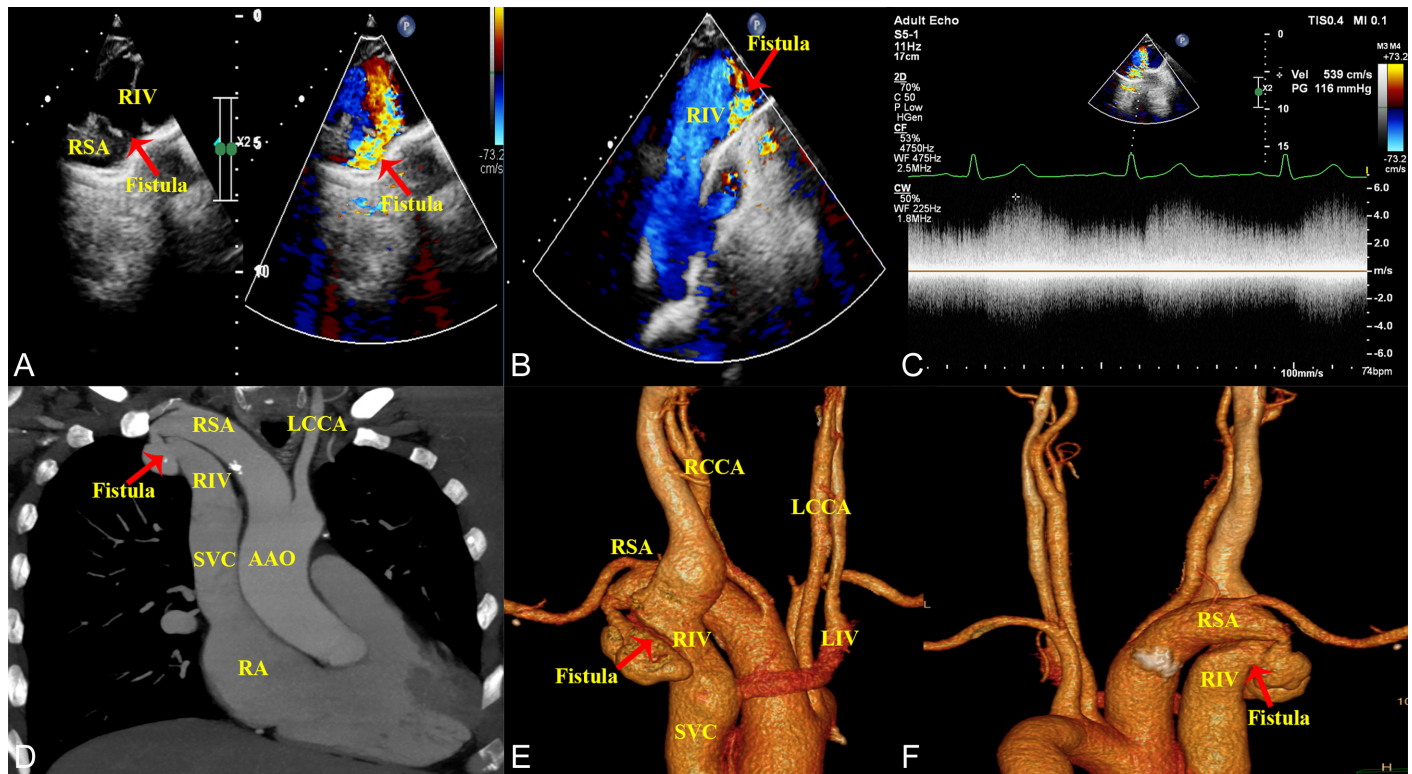 0
RIV
RSA
Fistula
X2
5
10
-73.2
cm/s
P
Fistula
A
P
Fistula
RIV
B
Adult Echo
TIS0.4 MI 0.1
S5-1
11Hz
17cm
2D
70%
C 50
P Low
HGen
CF
53%
4750Hz
WF 475Hz
2.5MHz
CW
50%
WF 225Hz
1.8MHz
P
0
5
X2
10
15
M3 M4
+73.2
-73.2
cm/s
Vel 539 cm/s
PG 116 mmHg
6.0
4.0
2.0
m/s
-2.0
-4.0
-6.0
100mm/s
74bpm
C
RSA
LCCA
RIV
Fistula
SVC
AAO
RA
D
RCCA
LCCA
RSA
RIV
LIV
Fistula
SVC
L
E
RSA
RIV
Fistula
10
H
F